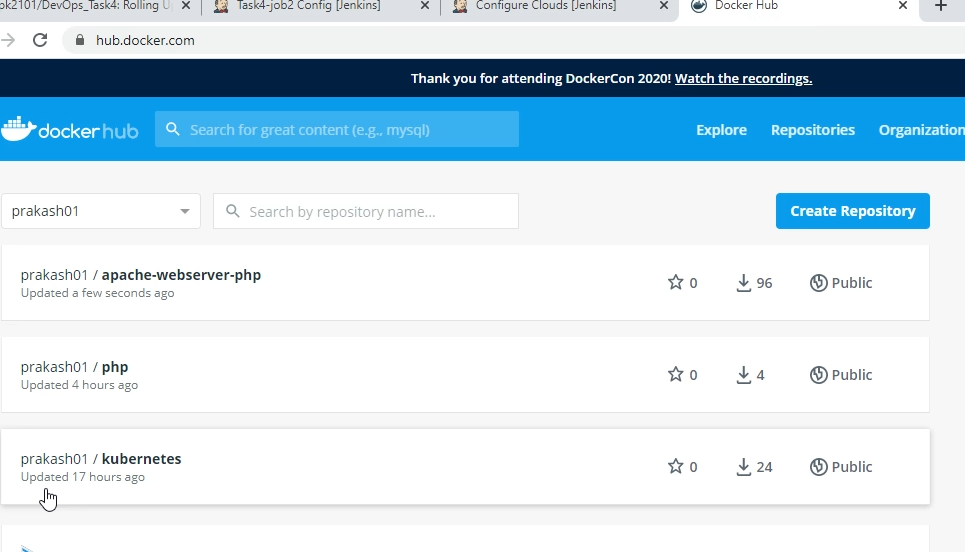 pk2101/DevOps_Task4: Rolling U
Task4-job2 Config [Jenkins]
Configure Clouds [Jenkins]
Docker Hub
hub.docker.com
Thank you for attending DockerCon 2020! Watch the recordings.
dockerhub
Search for great content (e.g., mysql)
Explore
Repositories
Organization
prakash01
Search by repository name...
Create Repository
prakash01 / apache-webserver-php
Updated a few seconds ago
0
96
Public
prakash01 / php
Updated 4 hours ago
0
4
Public
prakash01 / kubernetes
Updated 17 hours ago
0
24
Public